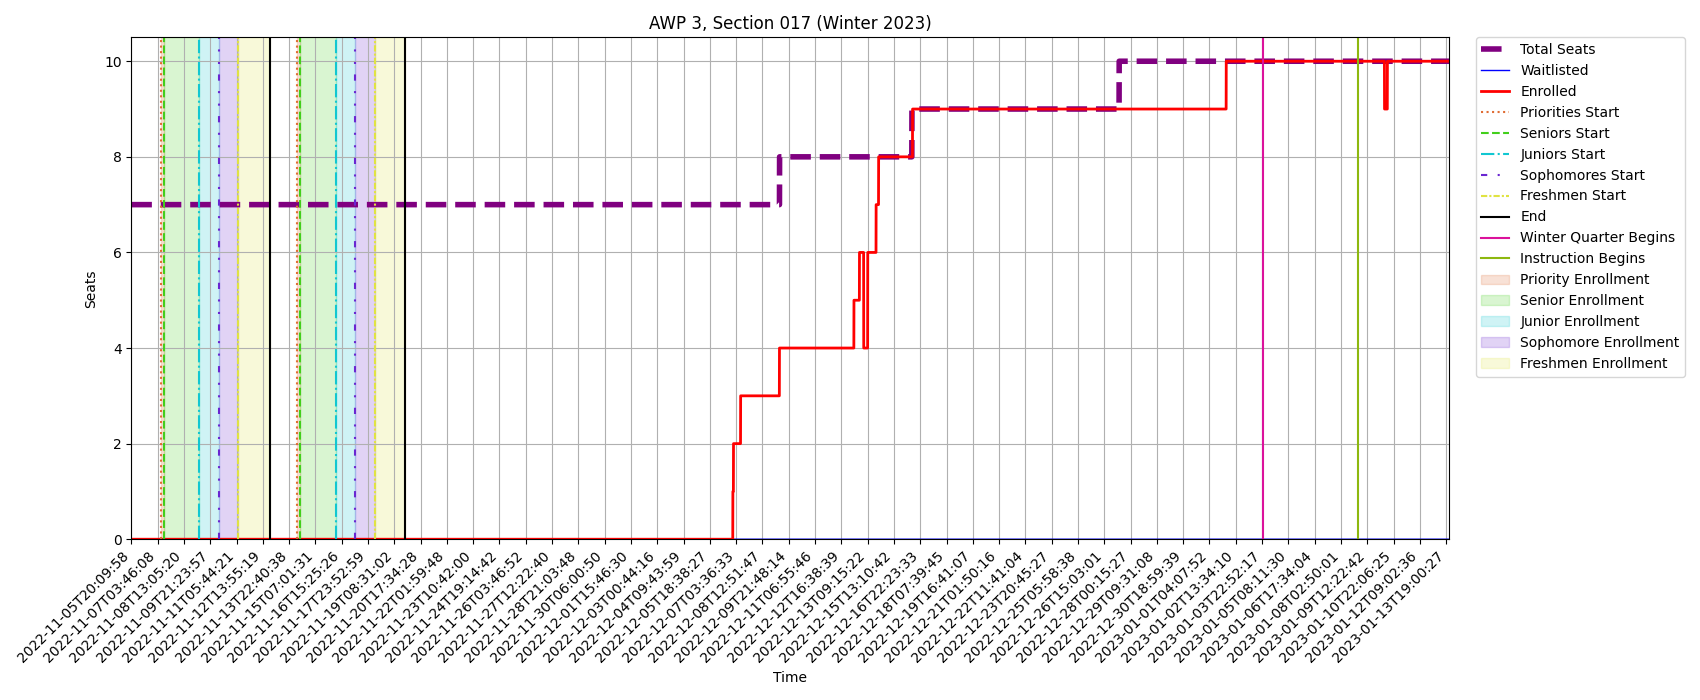 AWP 3, Section 017 (Winter 2023)
10
8
6
4
2
0
Seats
Total Seats
Waitlisted
Enrolled
Priorities Start
Seniors Start
Juniors Start
Sophomores Start
Freshmen Start
End
Winter Quarter Begins
Instruction Begins
Priority Enrollment
Senior Enrollment
Junior Enrollment
Sophomore Enrollment
Freshmen Enrollment
2022-11-05T20:09:58
2022-11-07T03:46:08
2022-11-08T13:05:20
2022-11-09T21:23:57
2022-11-11T05:44:21
2022-11-12T13:55:19
2022-11-13T22:40:38
2022-11-15T07:01:31
2022-11-16T15:25:26
2022-11-17T23:52:59
2022-11-19T08:31:02
2022-11-20T17:34:28
2022-11-22T01:59:48
2022-11-23T10:42:00
2022-11-24T19:14:42
2022-11-26T03:46:52
2022-11-27T12:22:40
2022-11-28T21:03:48
2022-11-30T06:00:50
2022-12-01T15:46:30
2022-12-03T00:44:16
2022-12-04T09:43:59
2022-12-05T18:38:27
2022-12-07T03:36:33
2022-12-08T12:51:47
2022-12-09T21:48:14
2022-12-11T06:55:46
2022-12-12T16:38:39
2022-12-13T09:15:22
2022-12-15T13:10:42
2022-12-16T22:23:33
2022-12-18T07:39:45
2022-12-19T16:41:07
2022-12-21T01:50:16
2022-12-22T11:41:04
2022-12-23T20:45:27
2022-12-25T05:58:38
2022-12-26T15:03:01
2022-12-28T00:15:27
2022-12-29T09:31:08
2022-12-30T18:59:39
2023-01-01T04:07:52
2023-01-02T13:34:10
2023-01-03T22:52:17
2023-01-05T08:11:30
2023-01-06T17:34:04
2023-01-08T02:50:01
2023-01-09T12:22:42
2023-01-10T22:06:25
2023-01-12T09:02:36
2023-01-13T19:00:27
Time